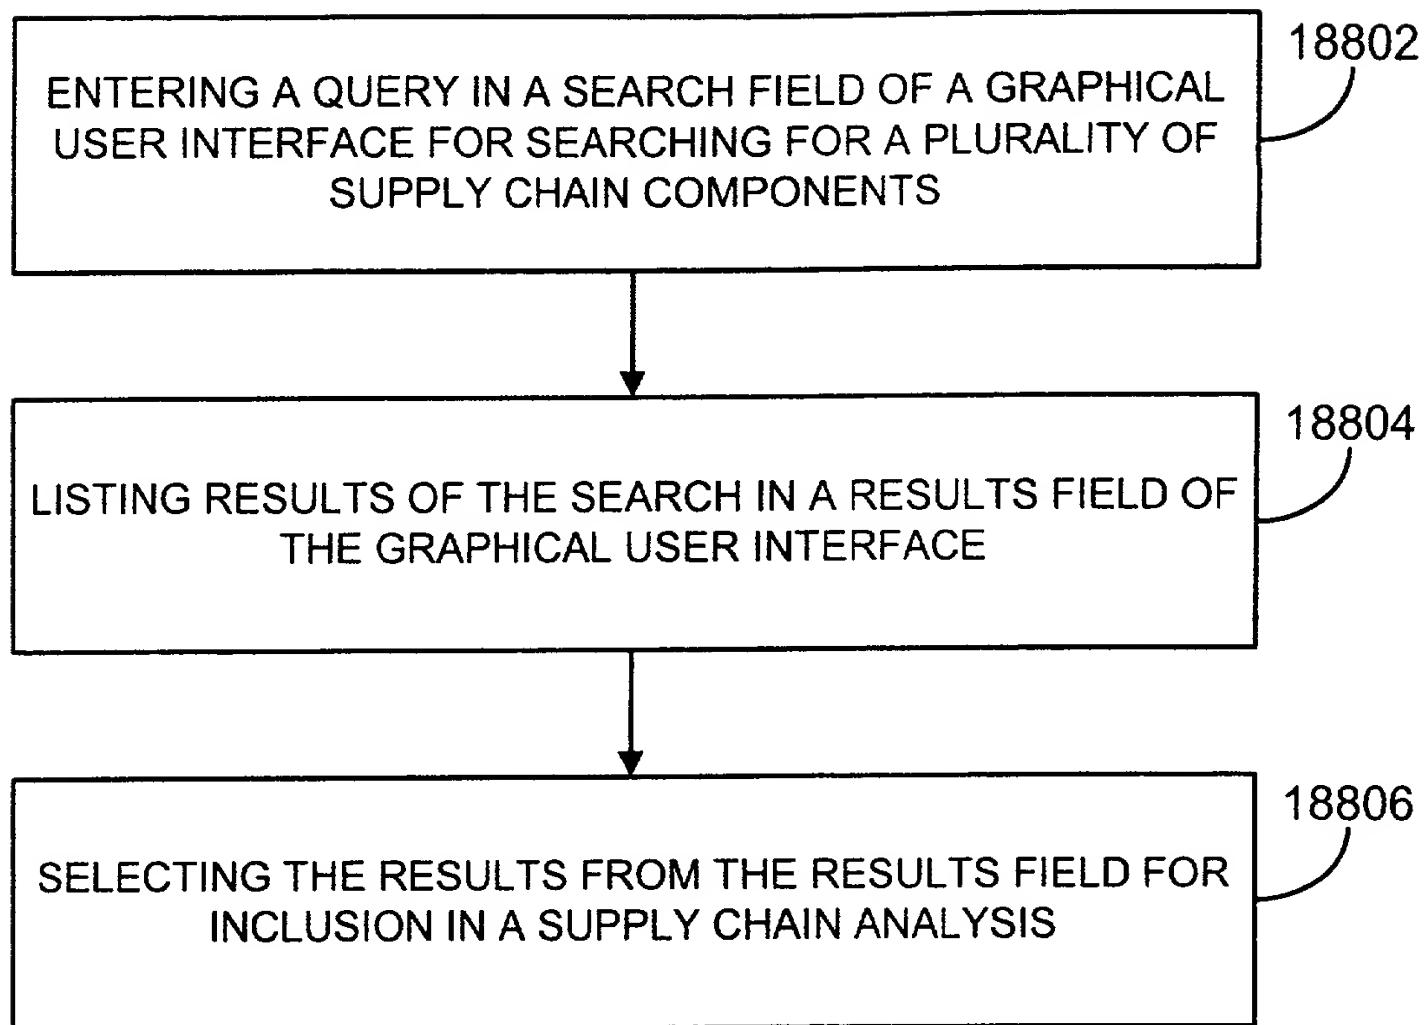 18802
ENTERING A QUERY IN A SEARCH FIELD OF A GRAPHICAL
USER INTERFACE FOR SEARCHING FOR A PLURALITY OF
SUPPLY CHAIN COMPONENTS
18804
LISTING RESULTS OF THE SEARCH IN A RESULTS FIELD OF
THE GRAPHICAL USER INTERFACE
18806
SELECTING THE RESULTS FROM THE RESULTS FIELD FOR
INCLUSION IN A SUPPLY CHAIN ANALYSIS